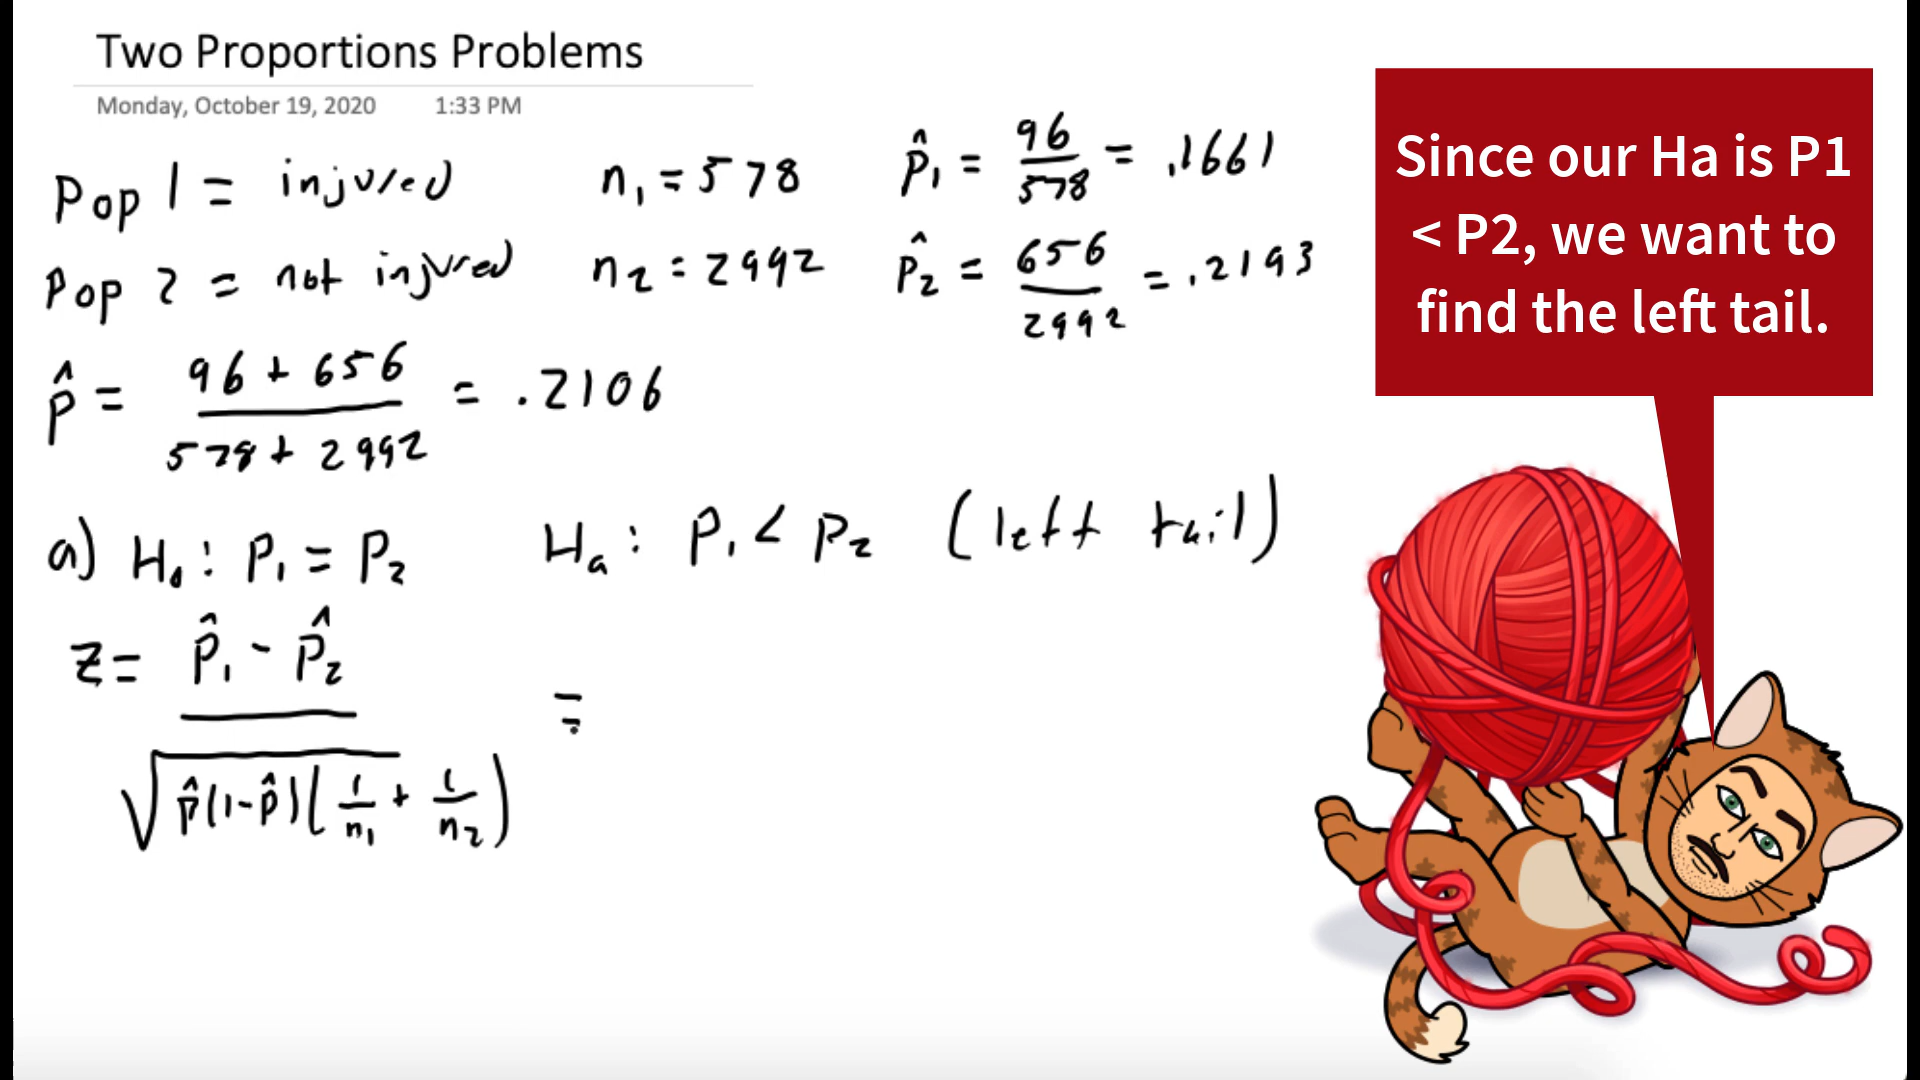 Two Proportions Problems
Monday, October 19, 2020 1:33 PM
Pop 1 = injured n₁ = 578 p̂₁ = 96/578 = .1661
Pop 2 = not injured n₂ = 2992 p̂₂ = 656/2992 = .2193
p̂ = (96 + 656)/(578 + 2992) = .2106
a) H₀ : P₁ = P₂ Hₐ : P₁ < P₂ (left tail)
z = (p̂₁ - p̂₂)/√(p̂(1-p̂)(1/n₁ + 1/n₂) =
Since our Ha is P1
< P2, we want to
find the left tail.